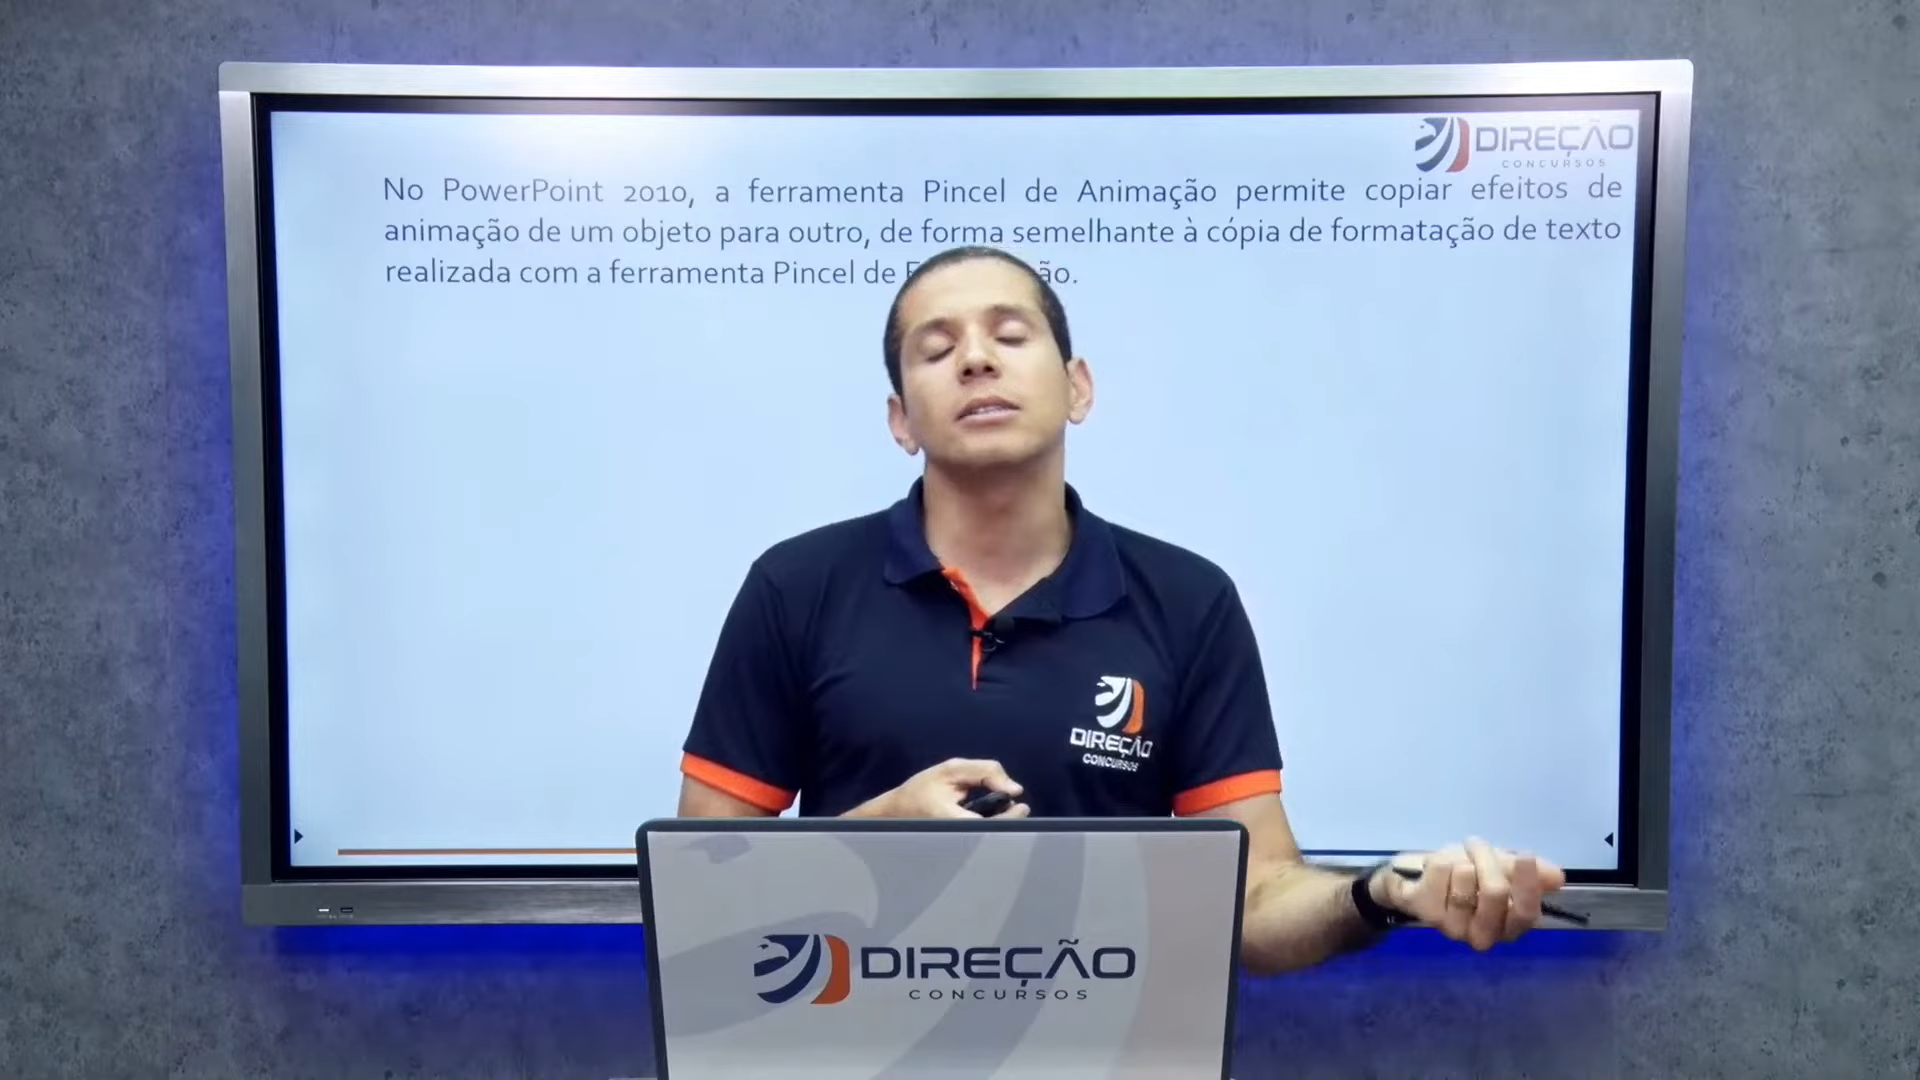 DIREÇÃO
CONCURSOS
No PowerPoint 2010, a ferramenta Pincel de Animação permite copiar efeitos de
animação de um objeto para outro, de forma semelhante à cópia de formatação de texto
realizada com a ferramenta Pincel de
DIREÇÃO
CONCURSOS
DIREÇÃO
CONCURSOS